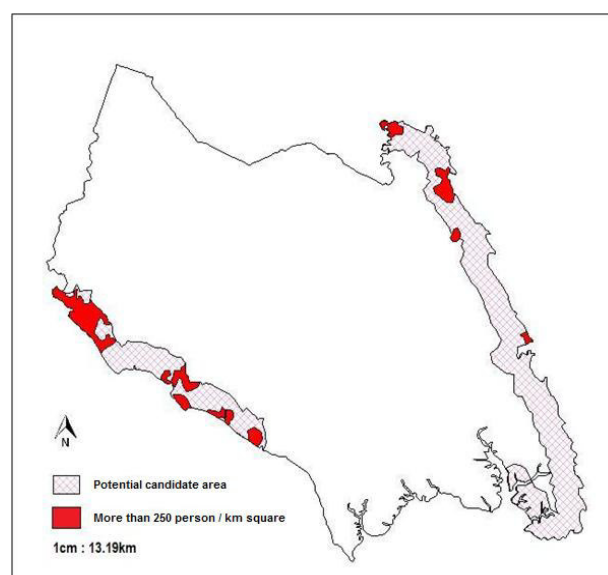 N
Potential candidate area
More than 250 person / km square
1cm : 13.19km